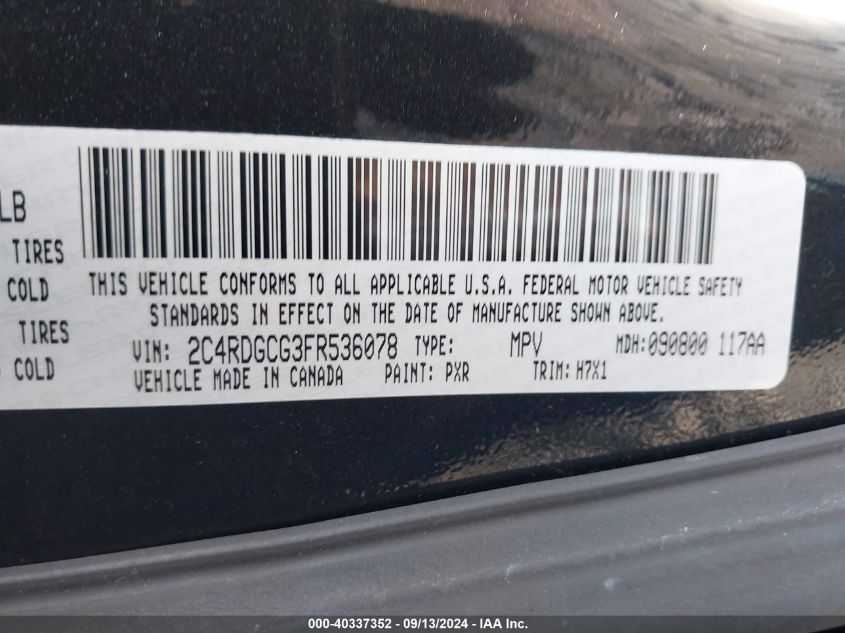 LB
TIRES
COLD
TIRES
COLD
THIS VEHICLE CONFORMS TO ALL APPLICABLE U.S.A. FEDERAL MOTOR VEHICLE SAFETY
STANDARDS IN EFFECT ON THE DATE OF MANUFACTURE SHOWN ABOVE.
VIN: 2C4RDGCG3FR536078 TYPE: MPV MDH:090800 117AA
VEHICLE MADE IN CANADA PAINT: PXR TRIM: H7X1
000-40337352 - 09/13/2024 - IAA Inc.